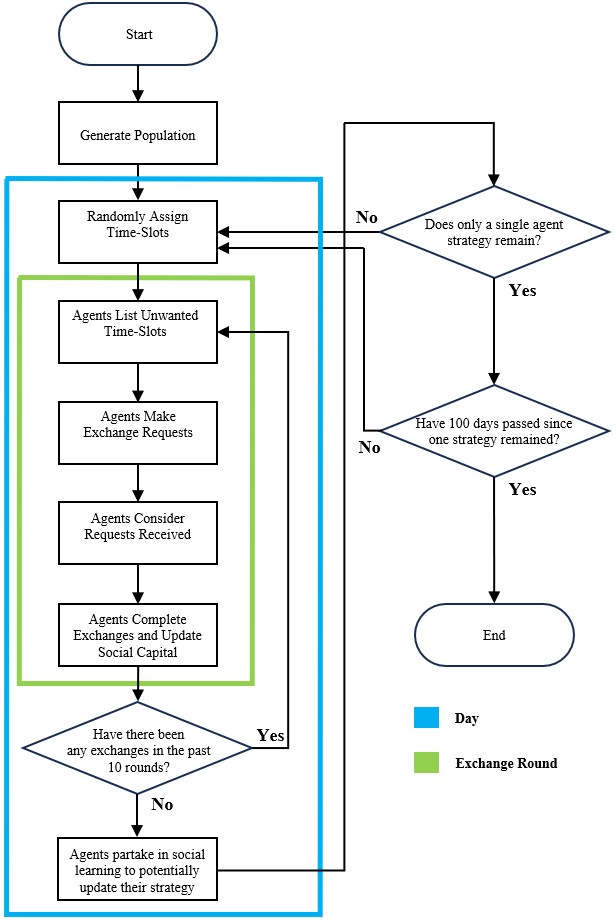 Start
Generate Population
Randomly Assign
Time-Slots
Agents List Unwanted
Time-Slots
Agents Make
Exchange Requests
Agents Consider
Requests Received
Agents Complete
Exchanges and Update
Social Capital
Have there been
any exchanges in the past
10 rounds?
Yes
No
Agents partake in social
learning to potentially
update their strategy
Does only a single agent
strategy remain?
No
Yes
Have 100 days passed since
one strategy remained?
No
Yes
End
Day
Exchange Round